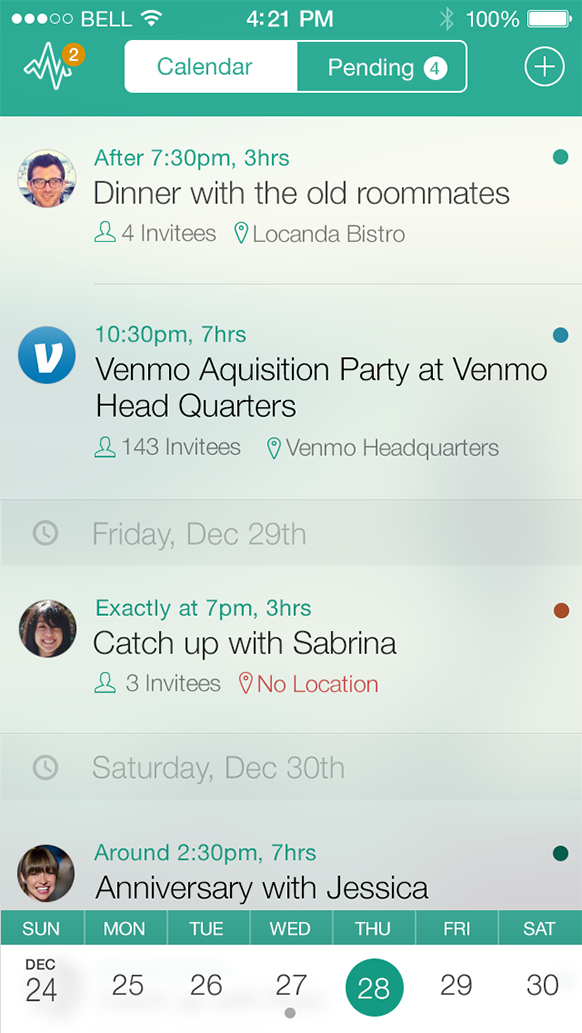 BELL 4:21 PM 100%
2
Calendar Pending 4
After 7:30pm, 3hrs
Dinner with the old roommates
4 Invitees Locanda Bistro
v
10:30pm, 7hrs
Venmo Aquisition Party at Venmo
Head Quarters
143 Invitees Venmo Headquarters
Friday, Dec 29th
Exactly at 7pm, 3hrs
Catch up with Sabrina
3 Invitees No Location
Saturday, Dec 30th
Around 2:30pm, 7hrs
Anniversary with Jessica
SUN MON TUE WED THU FRI SAT
DEC
24 25 26 27 28 29 30